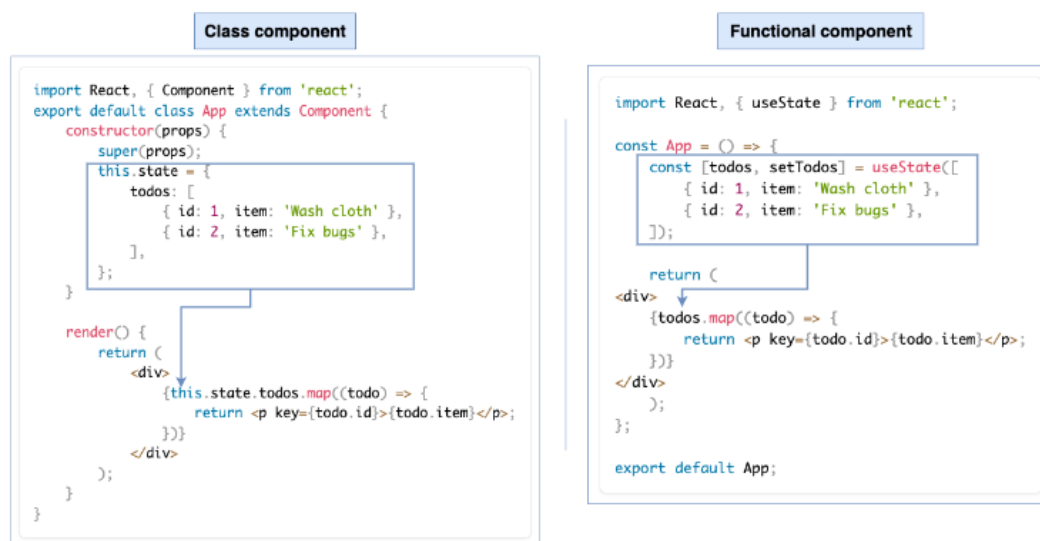 Class component
import React, { Component } from 'react';
export default class App extends Component {
    constructor(props) {
        super(props);
        this.state = {
            todos: [
                { id: 1, item: 'Wash cloth' },
                { id: 2, item: 'Fix bugs' },
            ],
        };
    }
    render() {
        return (
            <div>
                {this.state.todos.map((todo) => {
                    return <p key={todo.id}>{todo.item}</p>;
                })}
            </div>
        );
    }
}
Functional component
import React, { useState } from 'react';
const App = () => {
    const [todos, setTodos] = useState([
        { id: 1, item: 'Wash cloth' },
        { id: 2, item: 'Fix bugs' },
    ]);
    return (
<div>
    {todos.map((todo) => {
        return <p key={todo.id}>{todo.item}</p>;
    })}
</div>
    );
};
export default App;